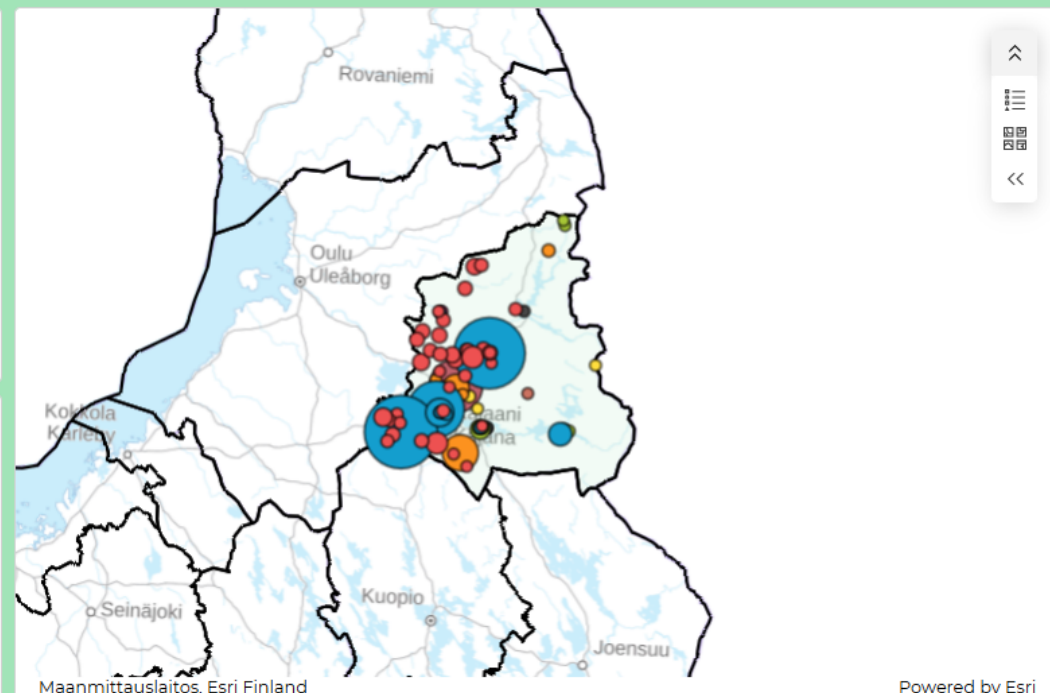 Rovaniemi
Oulu
Uleåborg
Kokkola
Karleby
Kuopio
Seinäjoki
Joensuu
Maanmittauslaitos, Esri Finland
Powered by Esri